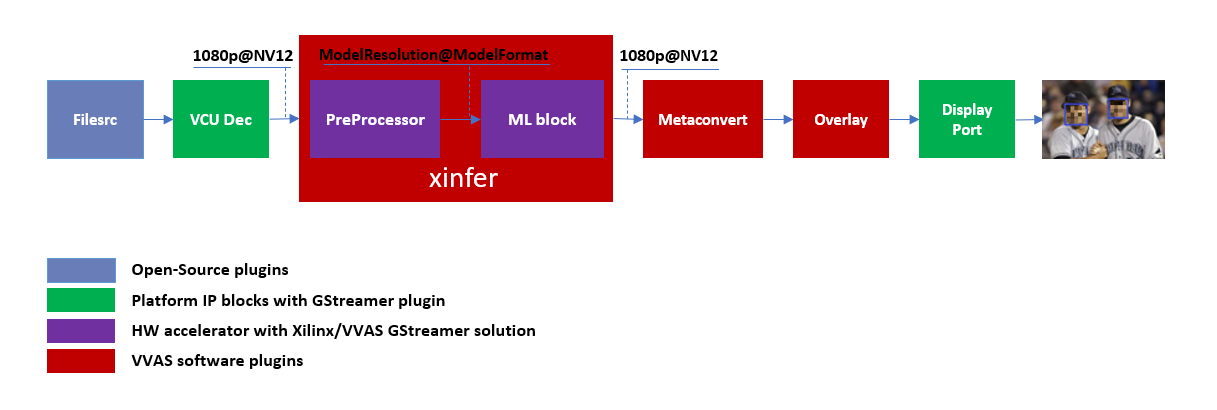 1080p@NV12
ModelResolution@ModelFormat
1080p@NV12
Filesrc
VCU Dec
PreProcessor
ML block
Metaconvert
Overlay
Display
Port
xinfer
Open-Source plugins
Platform IP blocks with GStreamer plugin
HW accelerator with Xilinx/VVAS GStreamer solution
VVAS software plugins